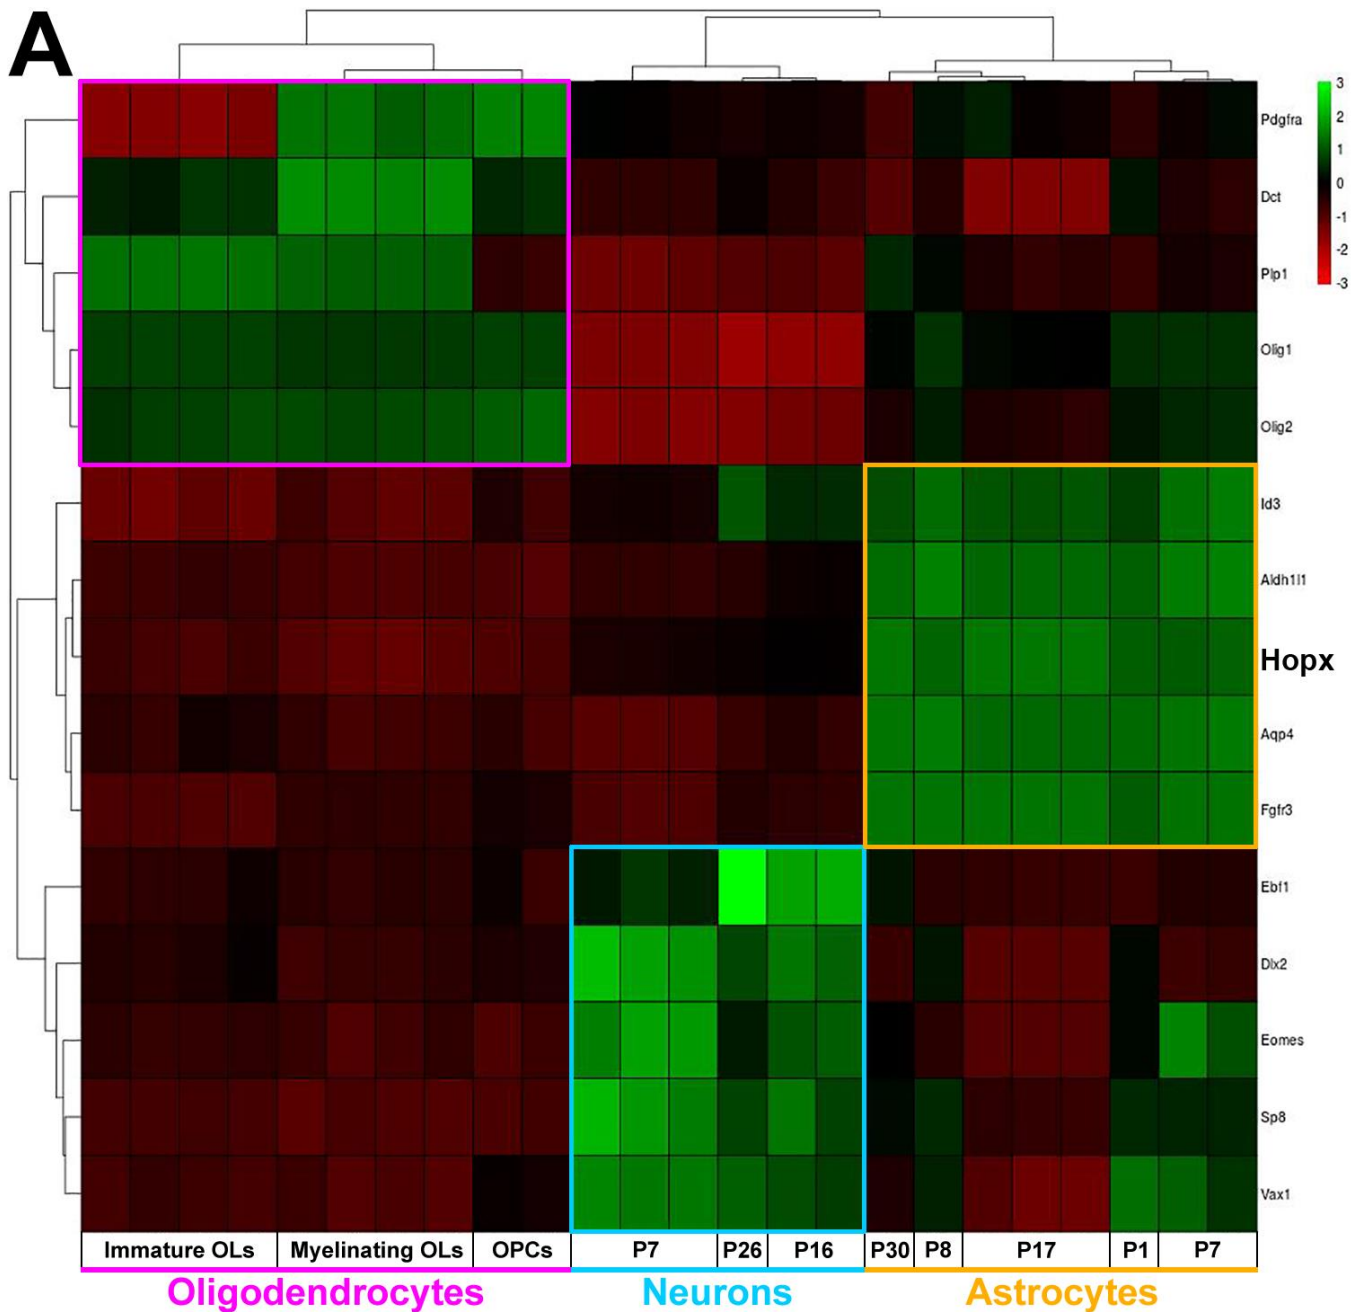 A
3
2
1
0
-1
-2
-3
Pdgfra
Dct
Plp1
Olig1
Olig2
Id3
Aldh1l1
Hopx
Aqp4
Fgfr3
Ebf1
Dlx2
Eomes
Sp8
Vax1
Immature OLs Myelinating OLs OPCs P7 P26 P16 P30 P8 P17 P1 P7
Oligodendrocytes Neurons Astrocytes